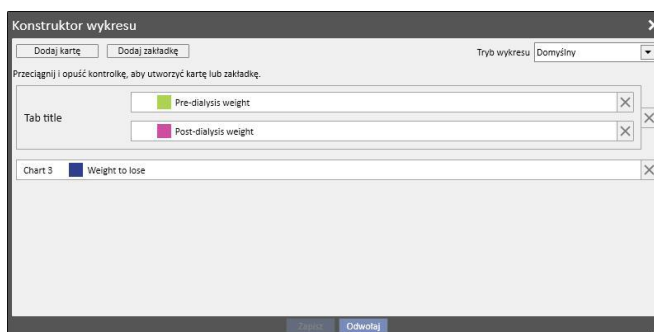 Konstruktor wykresu
Dodaj kartę Dodaj zakładkę Tryb wykresu Domyślny
Przeciągnij i opuść kontrolkę, aby utworzyć kartę lub zakładkę.
Pre-dialysis weight
Tab title
Post-dialysis weight
Chart 3 Weight to lose
Zapisz Odwołaj